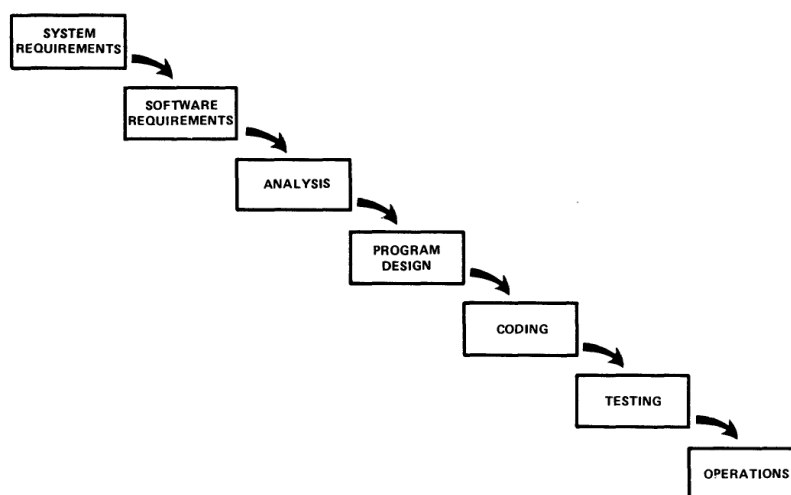 SYSTEM
REQUIREMENTS
SOFTWARE
REQUIREMENTS
ANALYSIS
PROGRAM
DESIGN
CODING
TESTING
OPERATIONS